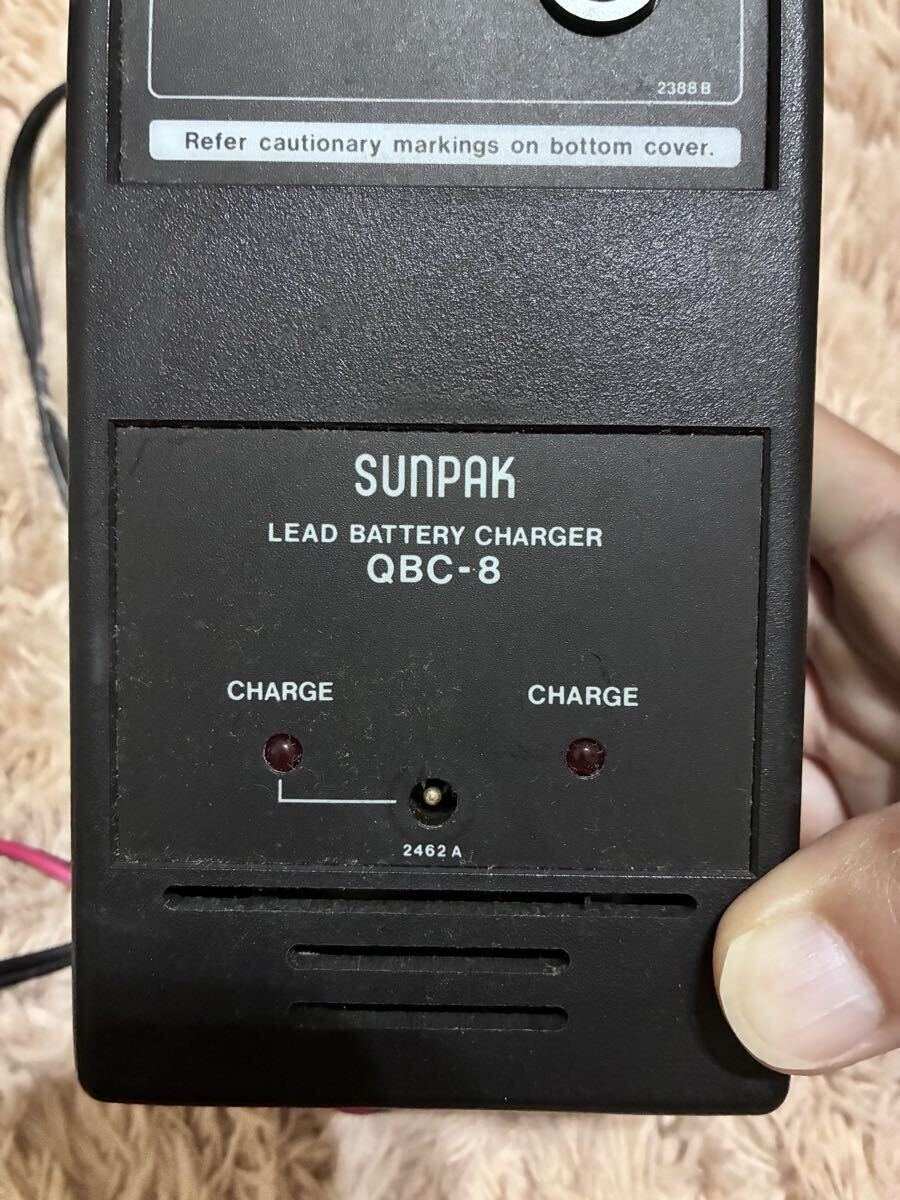 2388 B
Refer cautionary markings on bottom cover.
SUNPAK
LEAD BATTERY CHARGER
QBC-8
CHARGE
CHARGE
2462 A